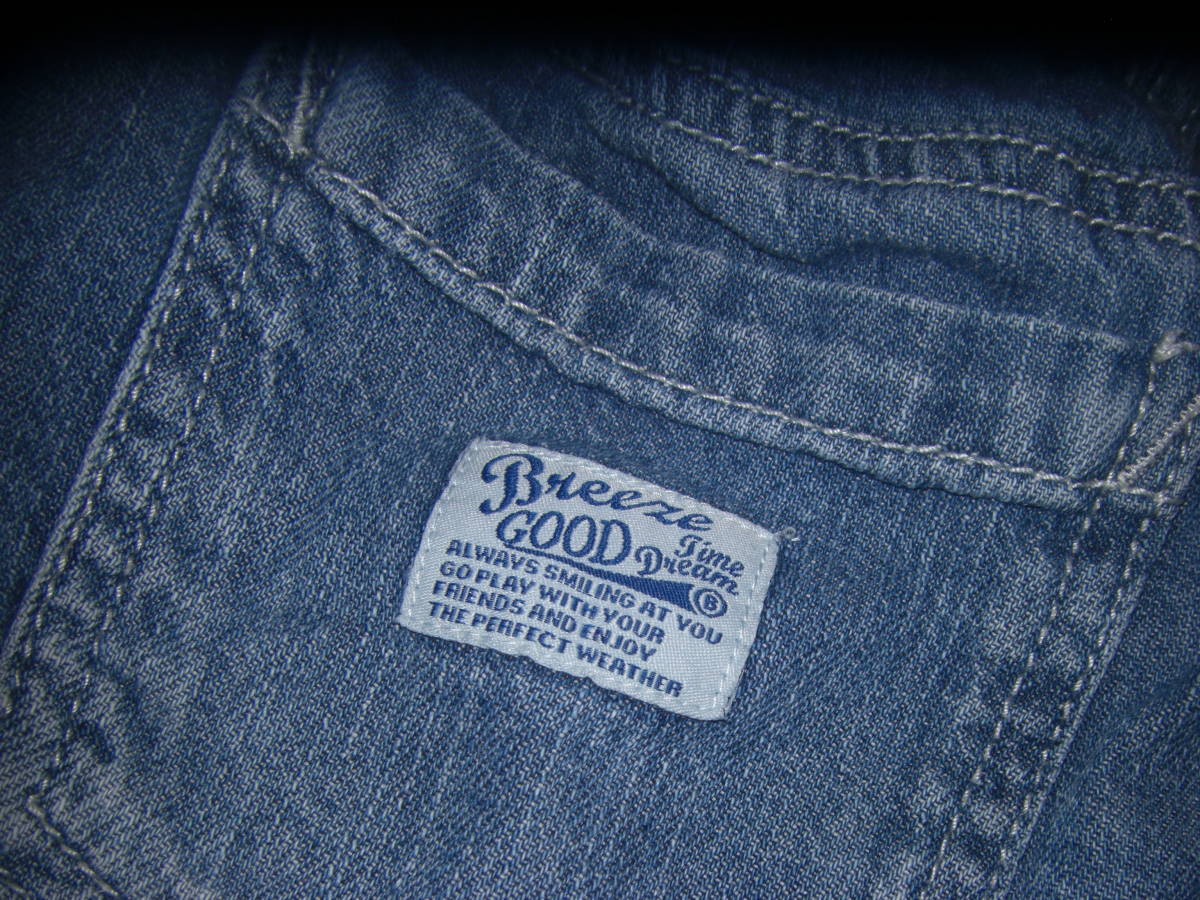 Breeze
GOOD Time
Dream
ALWAYS SMILING AT YOU
GO PLAY WITH YOUR
FRIENDS AND ENJOY
THE PERFECT WEATHER
B